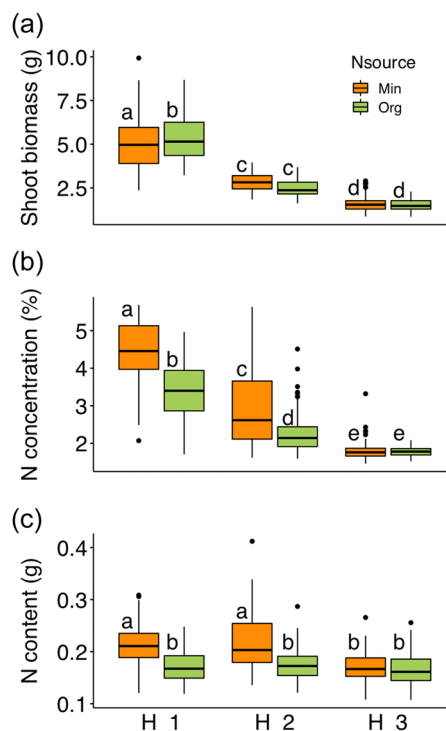 (a)
Shoot biomass (g)
10.0
7.5
5.0
2.5
Nsource
Min
Org
a b
c c
d d
(b)
N concentration (%)
5
4
3
2
a
b
c
d
e e
(c)
N content (g)
0.4
0.3
0.2
0.1
a b
a b
b b
H 1 H 2 H 3